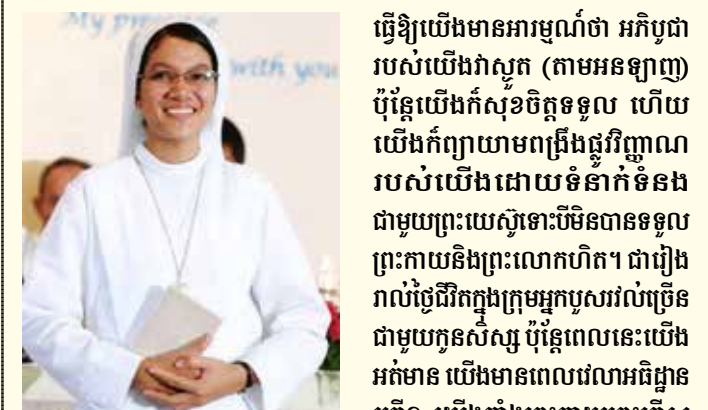 My presence
with you
ធ្វើឱ្យយើងមានអារម្មណ៍ថា អភិបូជា
របស់យើងវាស្ងួត (តាមអនឡាញ)
ប៉ុន្តែយើងក៏សុខចិត្តទទួល ហើយ
យើងក៏ព្យាយាមពង្រឹងផ្លូវវិញ្ញាណ
របស់យើងដោយទំនាក់ទំនង
ជាមួយព្រះយេស៊ូទោះបីមិនបានទទួល
ព្រះកាយនិងព្រះលោកហិត។ ជារៀង
រាល់ថ្ងៃជីវិតក្នុងក្រុមអ្នកបួសរវល់ច្រើន
ជាមួយកូនសិស្ស ប៉ុន្តែពេលនេះយើង
អត់មាន យើងមានពេលវេលាអធិដ្ឋាន